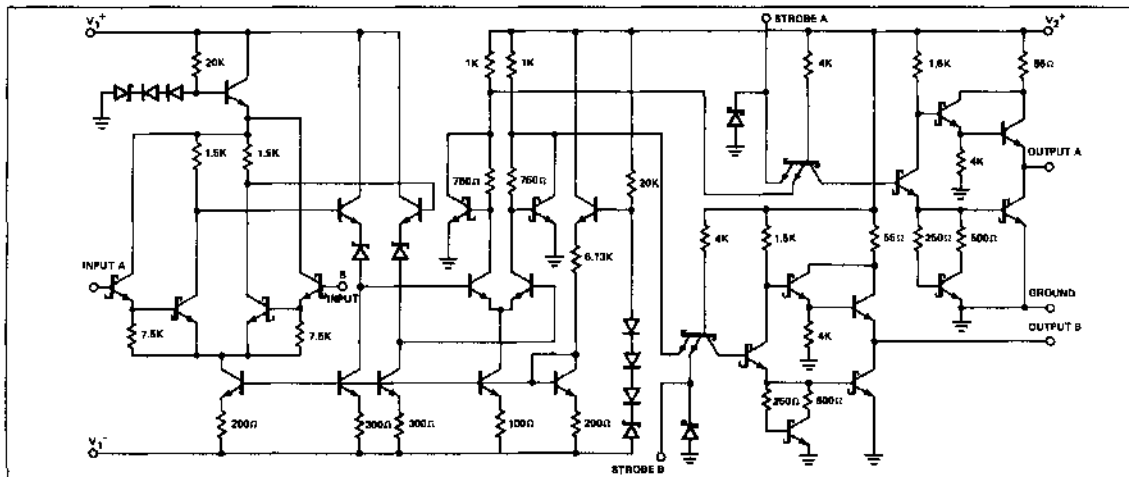 V1+
STROBE A
V2+
20K
1K
1K
4K
1.6K
55Ω
1.5K
1.5K
750Ω
750Ω
20K
4K
OUTPUT A
4K
1.5K
55Ω
250Ω
500Ω
6.13K
INPUT A
B
INPUT
GROUND
7.5K
7.5K
4K
OUTPUT B
200Ω
300Ω
300Ω
100Ω
200Ω
250Ω
500Ω
V1-
STROBE B